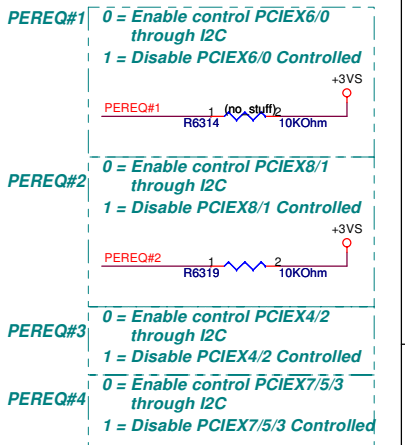 PEREQ#1
0 = Enable control PCIEX6/0
through I2C
1 = Disable PCIEX6/0 Controlled
+3VS
PEREQ#1
1 (no_stuff) 2
R6314 10KOhm
PEREQ#2
0 = Enable control PCIEX8/1
through I2C
1 = Disable PCIEX8/1 Controlled
+3VS
PEREQ#2
1 2
R6319 10KOhm
PEREQ#3
0 = Enable control PCIEX4/2
through I2C
1 = Disable PCIEX4/2 Controlled
PEREQ#4
0 = Enable control PCIEX7/5/3
through I2C
1 = Disable PCIEX7/5/3 Controlled